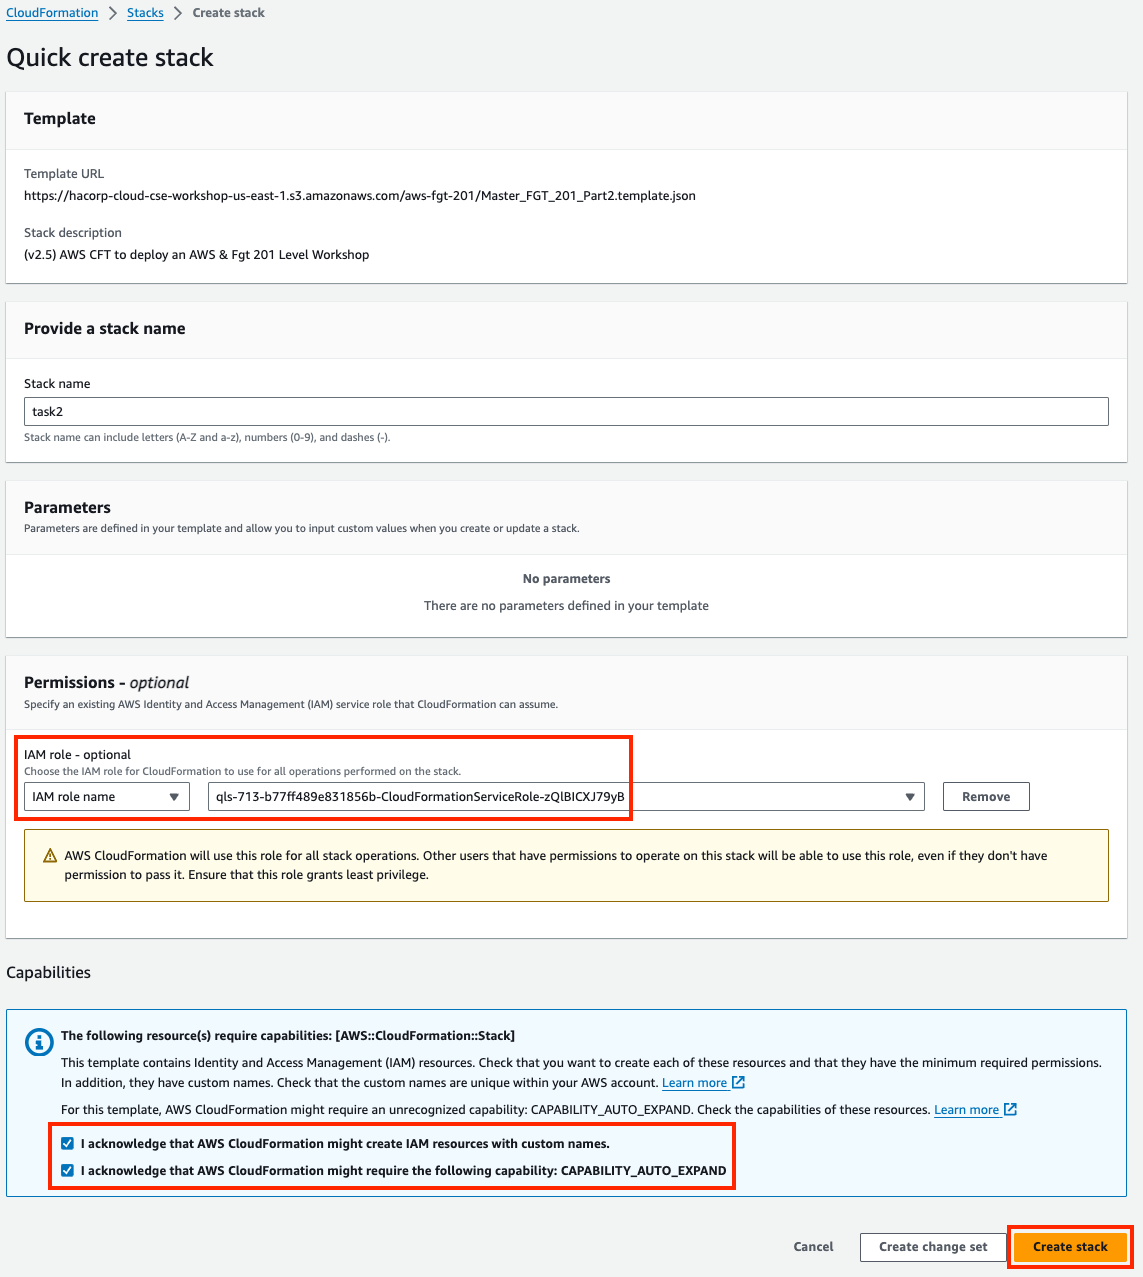 CloudFormation > Stacks > Create stack
Quick create stack
Template
Template URL
https://hacorp-cloud-cse-workshop-us-east-1.s3.amazonaws.com/aws-fgt-201/Master_FGT_201_Part2.template.json
Stack description
(v2.5) AWS CFT to deploy an AWS & Fgt 201 Level Workshop
Provide a stack name
Stack name
task2
Stack name can include letters (A-Z and a-z), numbers (0-9), and dashes (-).
Parameters
Parameters are defined in your template and allow you to input custom values when you create or update a stack.
No parameters
There are no parameters defined in your template
Permissions - optional
Specify an existing AWS Identity and Access Management (IAM) service role that CloudFormation can assume.
IAM role - optional
Choose the IAM role for CloudFormation to use for all operations performed on the stack.
IAM role name qls-713-b77ff489e831856b-CloudFormationServiceRole-zQlBICXJ79yB Remove
AWS CloudFormation will use this role for all stack operations. Other users that have permissions to operate on this stack will be able to use this role, even if they don't have
permission to pass it. Ensure that this role grants least privilege.
Capabilities
The following resource(s) require capabilities: [AWS::CloudFormation::Stack]
This template contains Identity and Access Management (IAM) resources. Check that you want to create each of these resources and that they have the minimum required permissions.
In addition, they have custom names. Check that the custom names are unique within your AWS account. Learn more
For this template, AWS CloudFormation might require an unrecognized capability: CAPABILITY_AUTO_EXPAND. Check the capabilities of these resources. Learn more
I acknowledge that AWS CloudFormation might create IAM resources with custom names.
I acknowledge that AWS CloudFormation might require the following capability: CAPABILITY_AUTO_EXPAND
Cancel Create change set Create stack